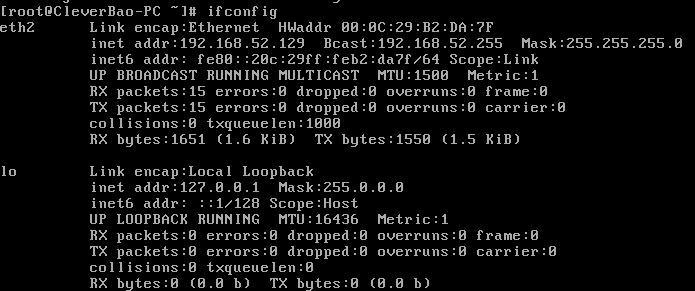 [root@CleverBao-PC ~]# ifconfig
eth2      Link encap:Ethernet  HWaddr 00:0C:29:B2:DA:7F
          inet addr:192.168.52.129  Bcast:192.168.52.255  Mask:255.255.255.0
          inet6 addr: fe80::20c:29ff:feb2:da7f/64 Scope:Link
          UP BROADCAST RUNNING MULTICAST  MTU:1500  Metric:1
          RX packets:15 errors:0 dropped:0 overruns:0 frame:0
          TX packets:15 errors:0 dropped:0 overruns:0 carrier:0
          collisions:0 txqueuelen:1000
          RX bytes:1651 (1.6 KiB)  TX bytes:1550 (1.5 KiB)
lo        Link encap:Local Loopback
          inet addr:127.0.0.1  Mask:255.0.0.0
          inet6 addr: ::1/128 Scope:Host
          UP LOOPBACK RUNNING  MTU:16436  Metric:1
          RX packets:0 errors:0 dropped:0 overruns:0 frame:0
          TX packets:0 errors:0 dropped:0 overruns:0 carrier:0
          collisions:0 txqueuelen:0
          RX bytes:0 (0.0 b)  TX bytes:0 (0.0 b)